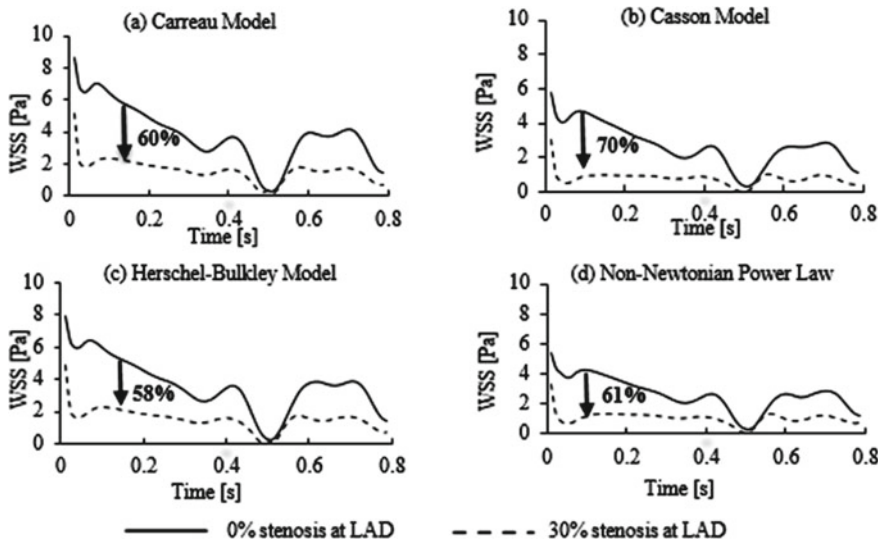 (a) Carreau Model
10
8
6
4
2
0
WSS [Pa]
60%
0 0.2 0.4 0.6 0.8
Time [s]
(b) Casson Model
10
8
6
4
2
0
WSS [Pa]
70%
0 0.2 0.4 0.6 0.8
Time [s]
(c) Herschel-Bulkley Model
10
8
6
4
2
0
WSS [Pa]
58%
0 0.2 0.4 0.6 0.8
Time [s]
(d) Non-Newtonian Power Law
10
8
6
4
2
0
WSS [Pa]
61%
0 0.2 0.4 0.6 0.8
Time [s]
0% stenosis at LAD
30% stenosis at LAD